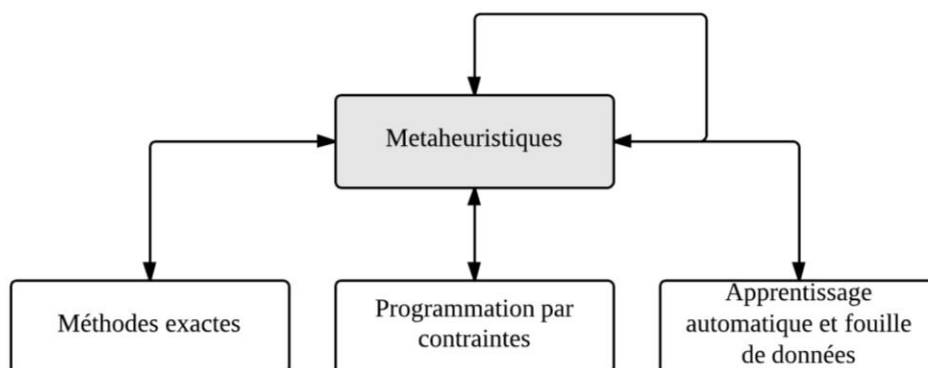 Metaheuristiques
Méthodes exactes
Programmation par
contraintes
Apprentissage
automatique et fouille
de données